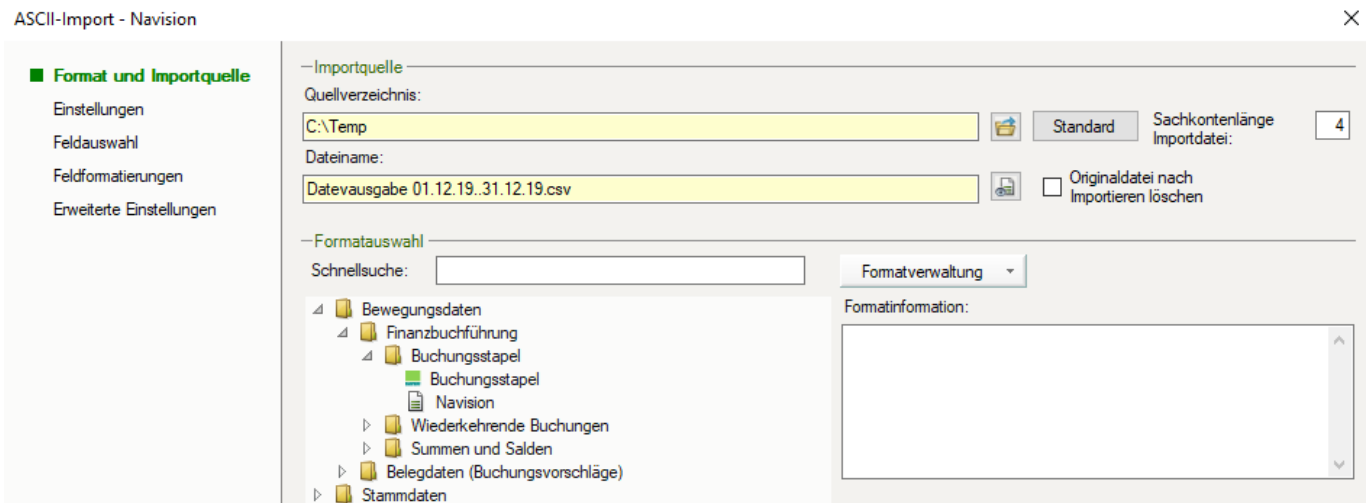 ASCII-Import - Navision
Format und Importquelle
Einstellungen
Feldauswahl
Feldformatierungen
Erweiterte Einstellungen
Importquelle
Quellverzeichnis:
C:\Temp
Standard
Sachkontenlänge
Importdatei:
4
Dateiname:
Datevausgabe 01.12.19..31.12.19.csv
Originaldatei nach
Importieren löschen
Formatauswahl
Schnellsuche:
Formatverwaltung
Bewegungsdaten
Finanzbuchführung
Buchungsstapel
Buchungsstapel
Navision
Wiederkehrende Buchungen
Summen und Salden
Belegdaten (Buchungsvorschläge)
Stammdaten
Formatinformation: